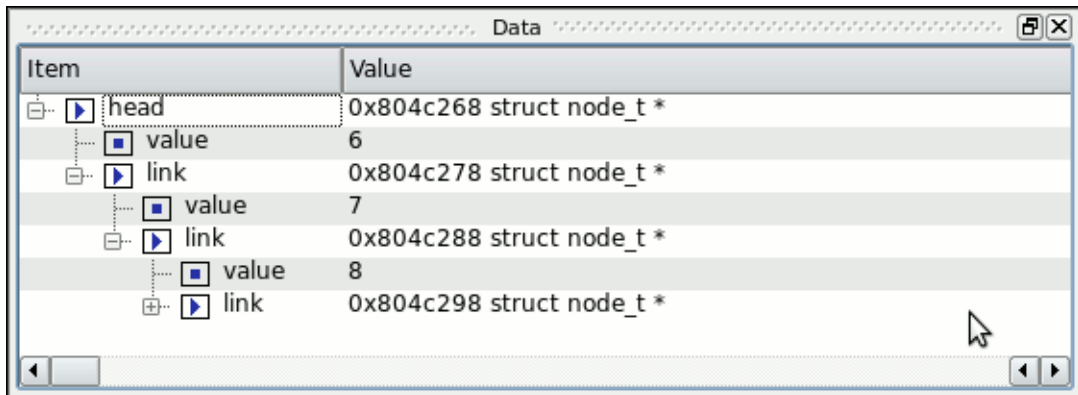 Data
Item Value
head 0x804c268 struct node_t *
value 6
link 0x804c278 struct node_t *
value 7
link 0x804c288 struct node_t *
value 8
link 0x804c298 struct node_t *